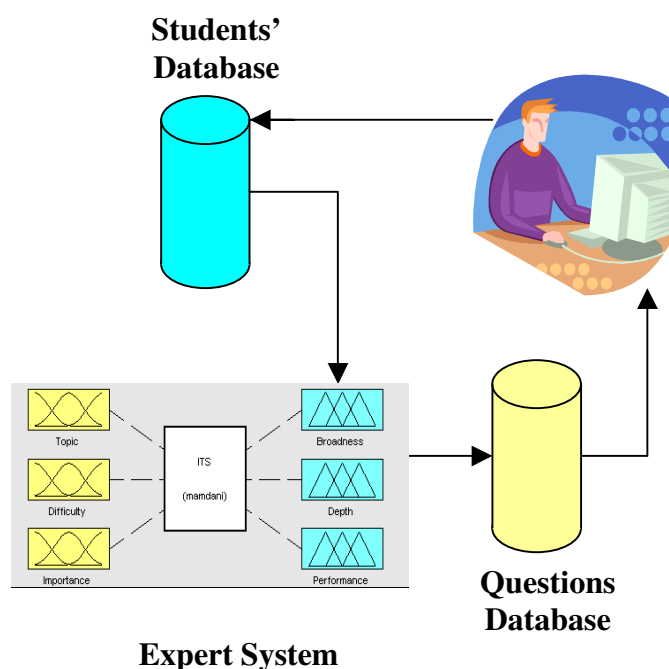 Students’
Database
Topic
Broadness
ITS
(mamdani)
Difficulty
Depth
Importance
Performance
Questions
Database
Expert System